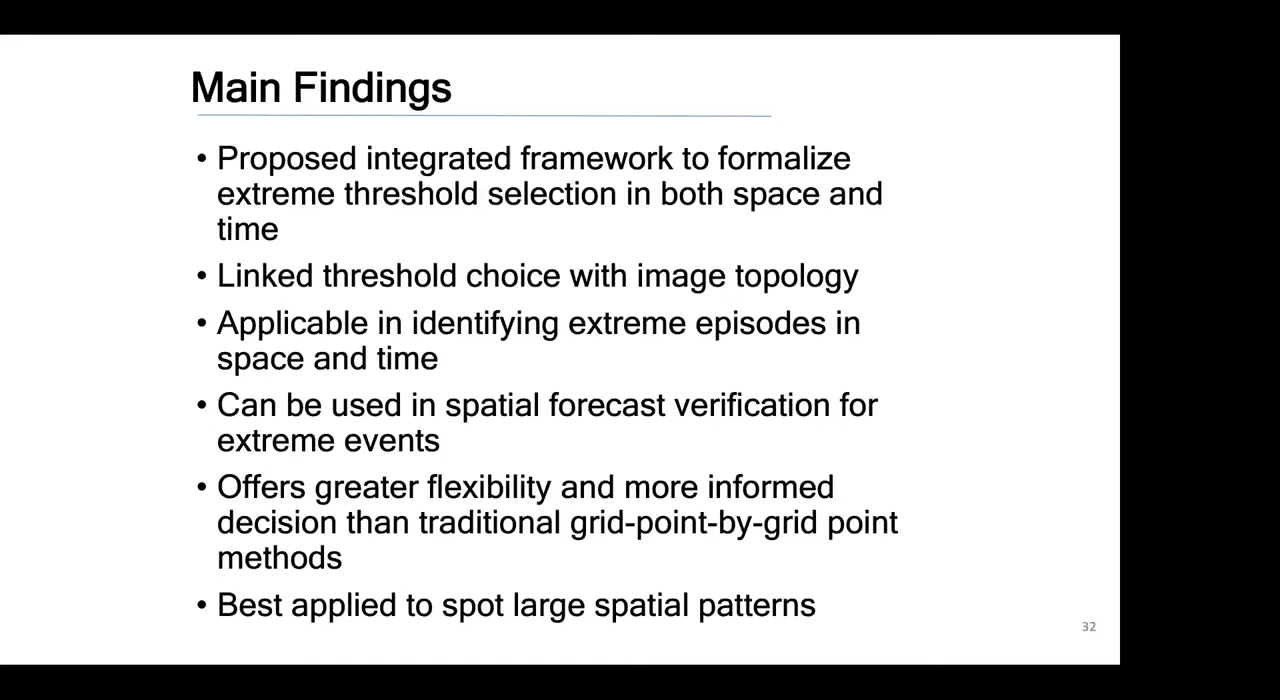 Main Findings
• Proposed integrated framework to formalize
extreme threshold selection in both space and
time
• Linked threshold choice with image topology
• Applicable in identifying extreme episodes in
space and time
• Can be used in spatial forecast verification for
extreme events
• Offers greater flexibility and more informed
decision than traditional grid-point-by-grid point
methods
• Best applied to spot large spatial patterns
32